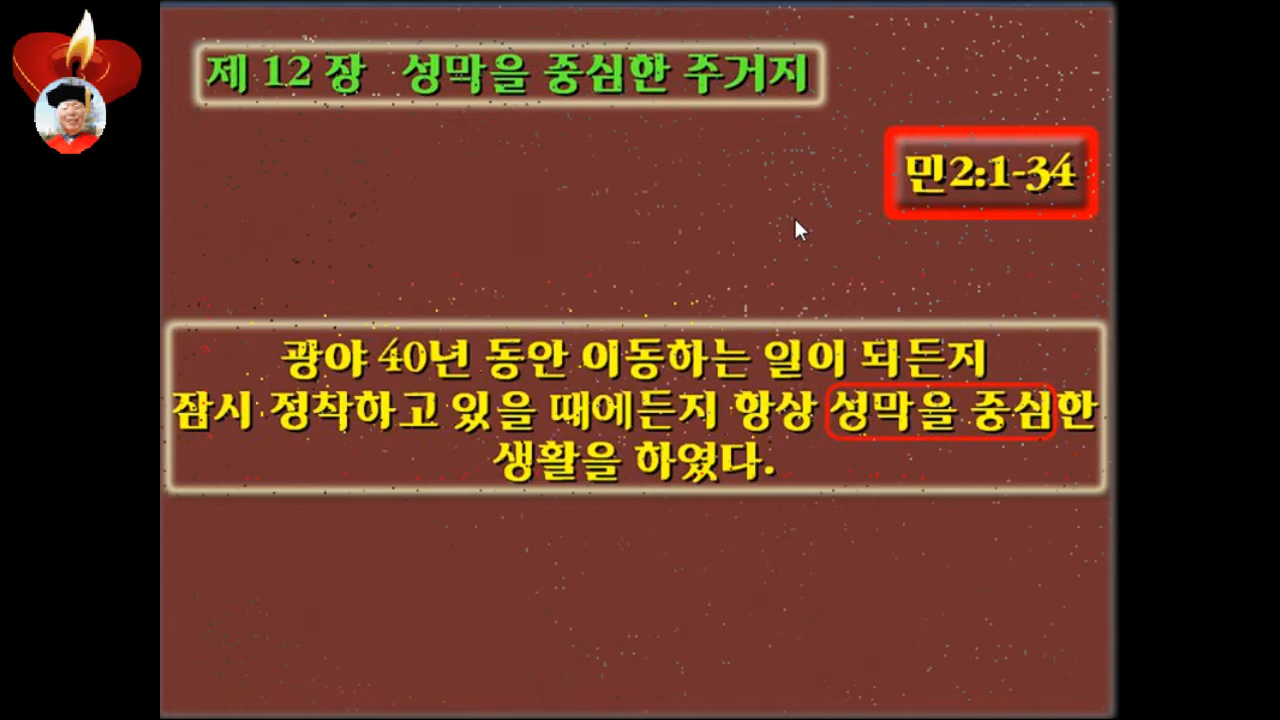 제 12 장 성막을 중심한 주거지
민2:1-34
광야 40년 동안 이동하는 일이 되든지
잠시 정착하고 있을 때에든지 항상 성막을 중심한
생활을 하였다.